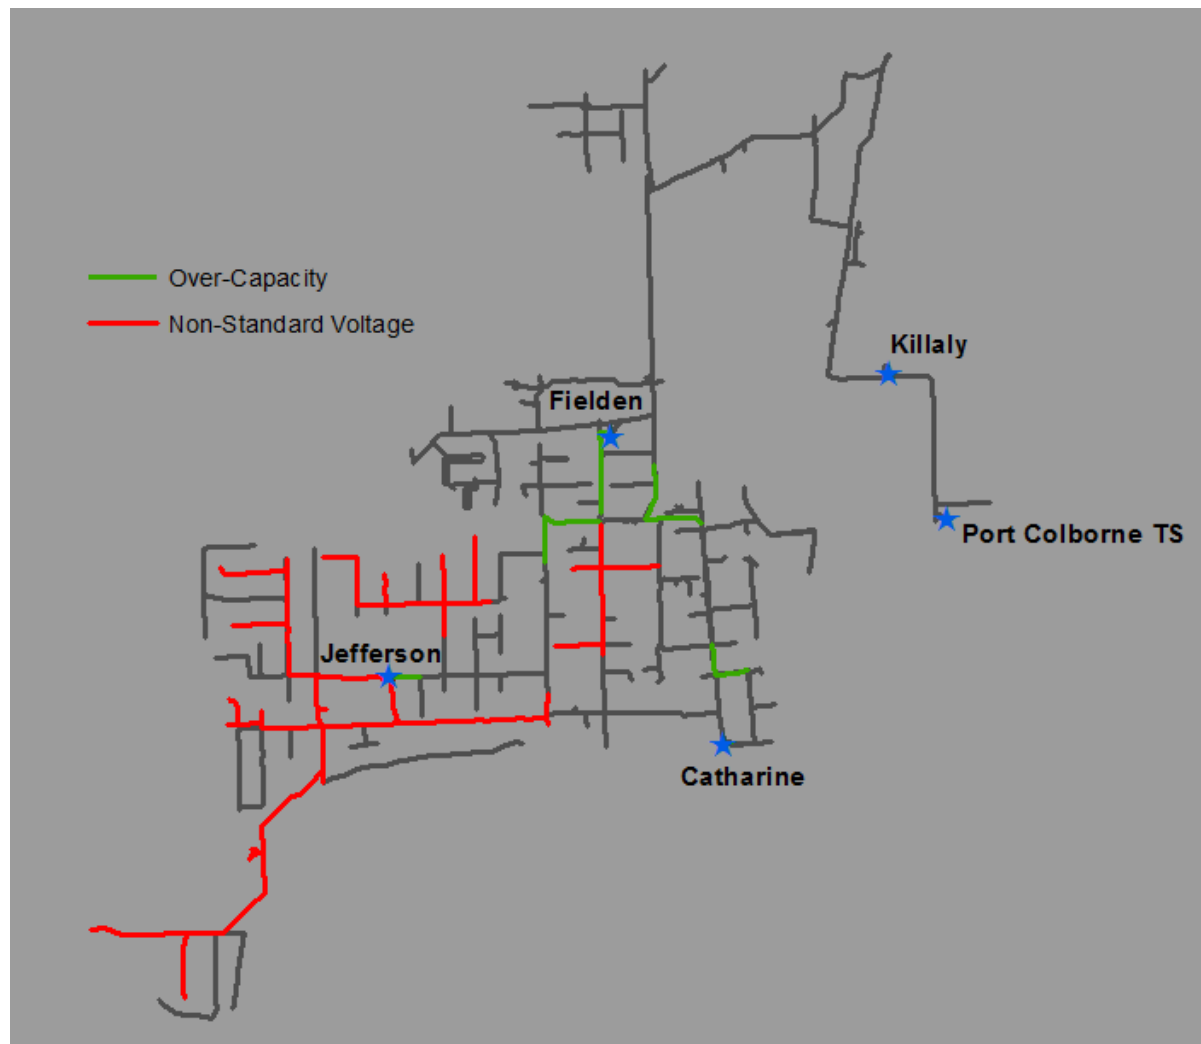 Over-Capacity
Non-Standard Voltage
Killaly
Fielden
Port Colborne TS
Jefferson
Catharine